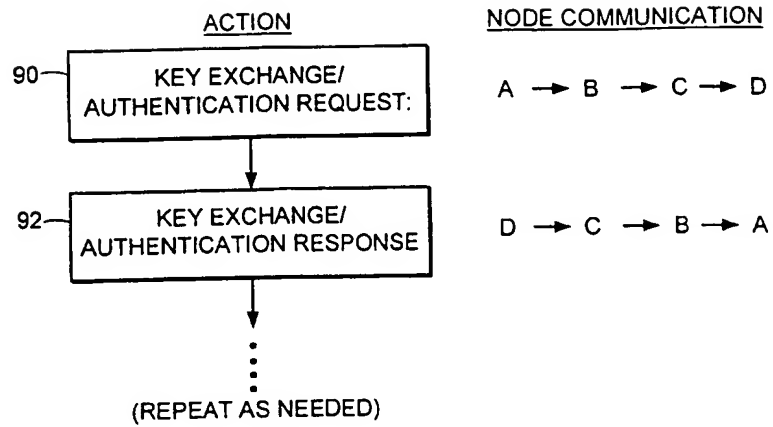 ACTION
NODE COMMUNICATION
90
KEY EXCHANGE/
AUTHENTICATION REQUEST:
A → B → C → D
92
KEY EXCHANGE/
AUTHENTICATION RESPONSE
D → C → B → A
(REPEAT AS NEEDED)